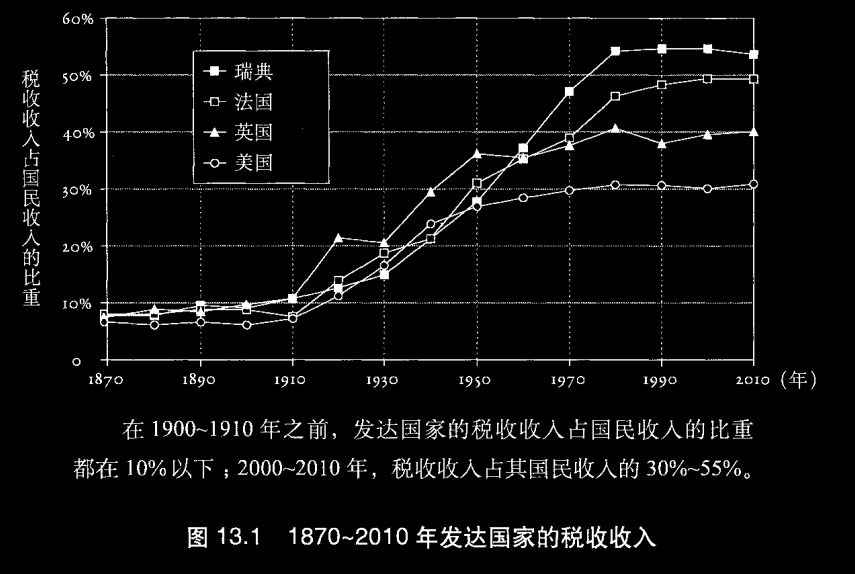 60%
50%
40%
30%
20%
10%
0
税收收入占国民收入的比重
瑞典
法国
英国
美国
1870 1890 1910 1930 1950 1970 1990 2010 (年)
在 1900~1910 年之前，发达国家的税收收入占国民收入的比重
都在 10% 以下；2000~2010 年，税收收入占其国民收入的 30%~55%。
图 13.1 1870~2010 年发达国家的税收收入